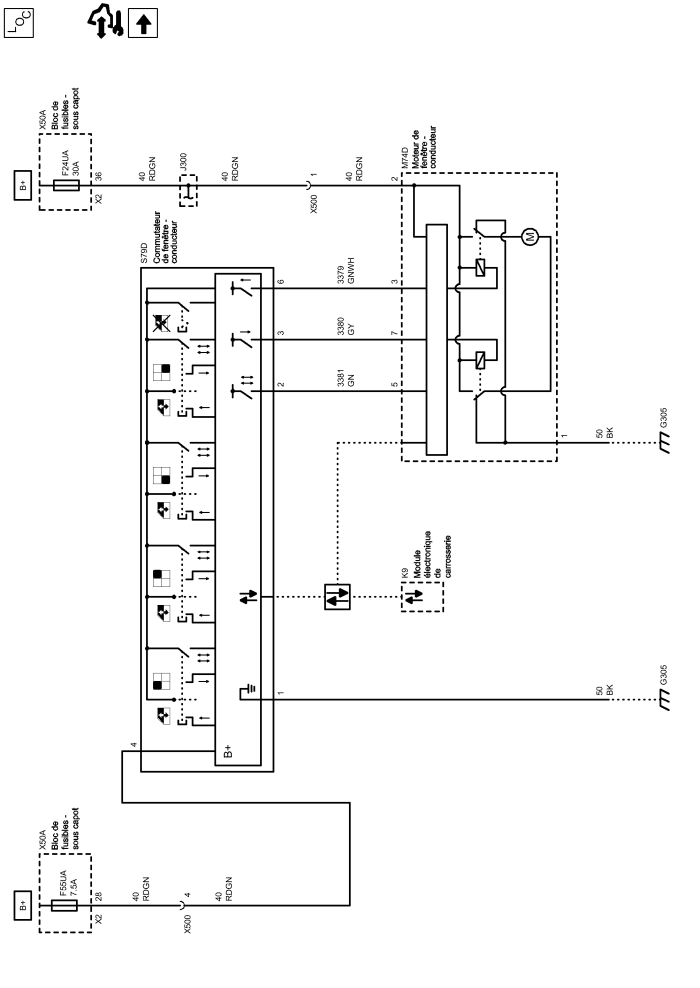 LOC
B+
X50A
Bloc de
fusibles -
sous capot
F55UA
7.5A
X2
28
40
RDGN
X500
4
40
RDGN
4
B+
S79D
Commutateur
de fenêtre -
conducteur
1
2
3
6
50
BK
G305
K9
Module
électronique
de
carrosserie
3381
GN
3380
GY
3379
GNWH
5
7
3
B+
X50A
Bloc de
fusibles -
sous capot
F24UA
30A
X2
36
40
RDGN
J300
40
RDGN
X500
1
40
RDGN
2
M74D
Moteur de
fenêtre -
conducteur
M
1
50
BK
G305